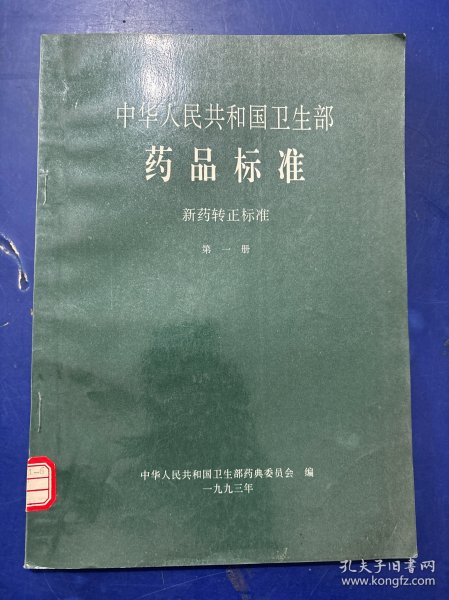 中华人民共和国卫生部
药品标准
新药转正标准
第一册
中华人民共和国卫生部药典委员会 编
一九九三年
孔夫子旧书网
www.kongfz.com